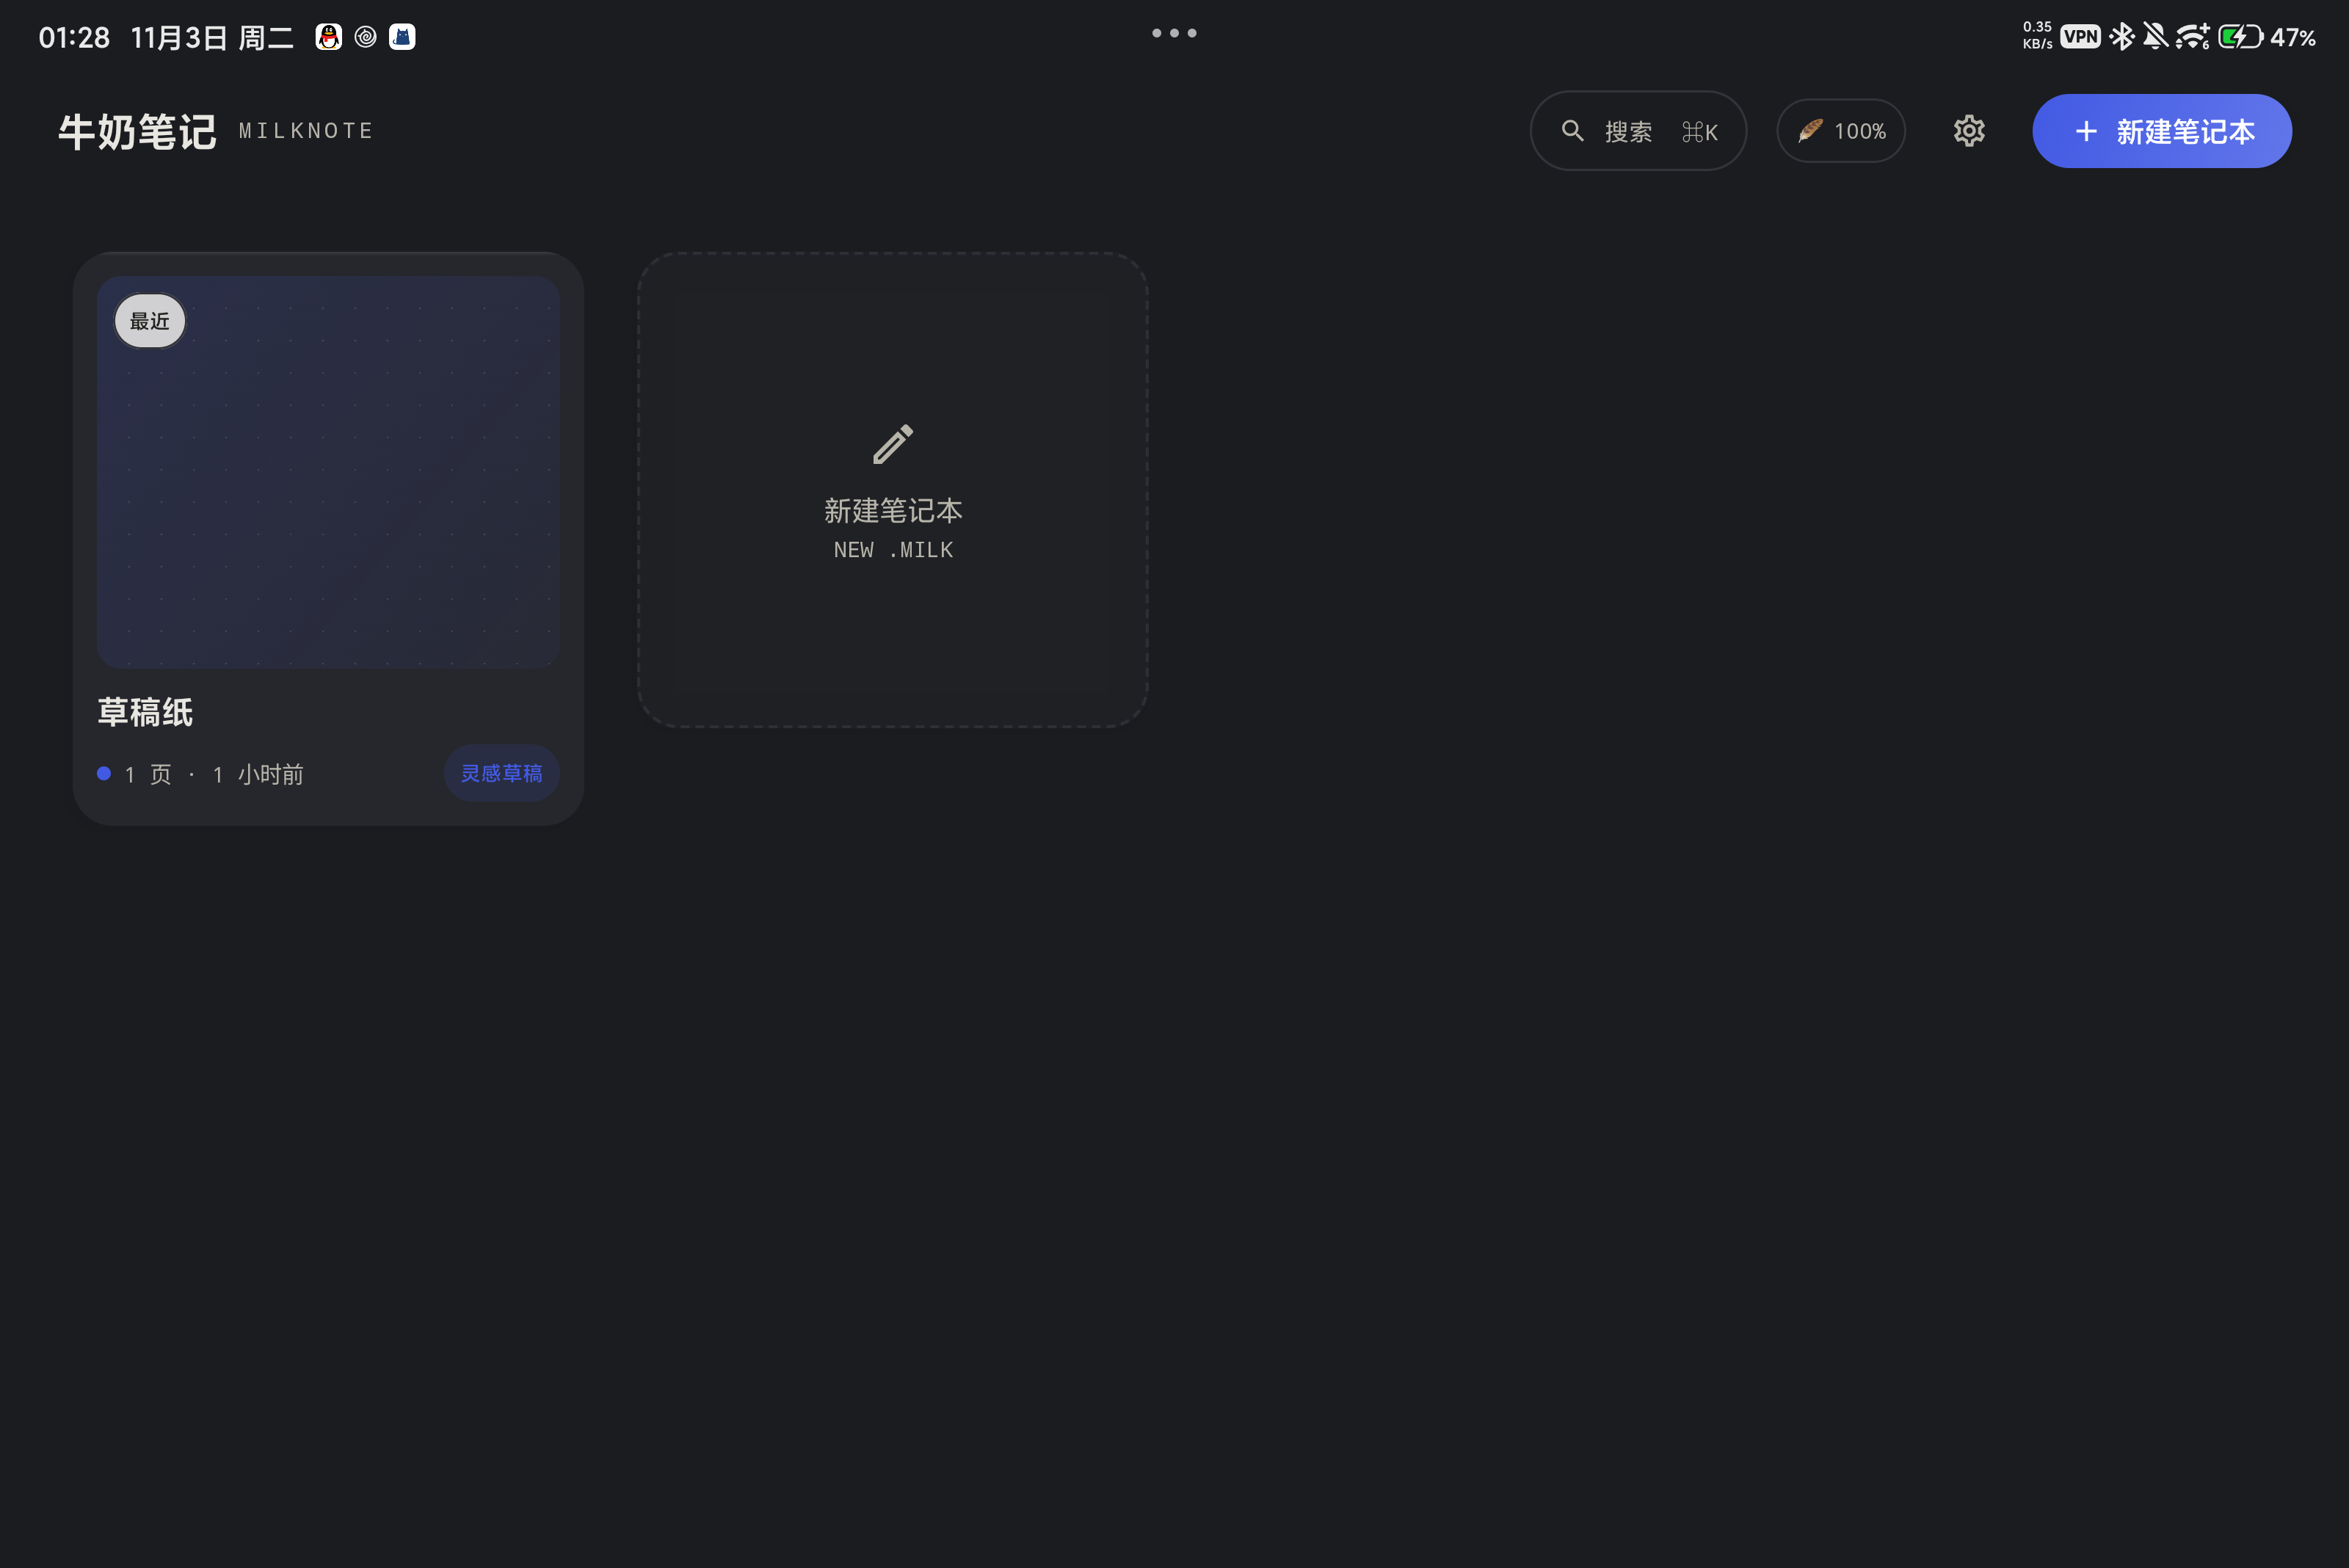 01:28 11月3日 周二
0.35 KB/s VPN 6 47%
牛奶笔记 MILKNOTE
搜索 ⌘K
100%
+ 新建笔记本
最近
新建笔记本
NEW .MILK
草稿纸
1 页 · 1 小时前
灵感草稿